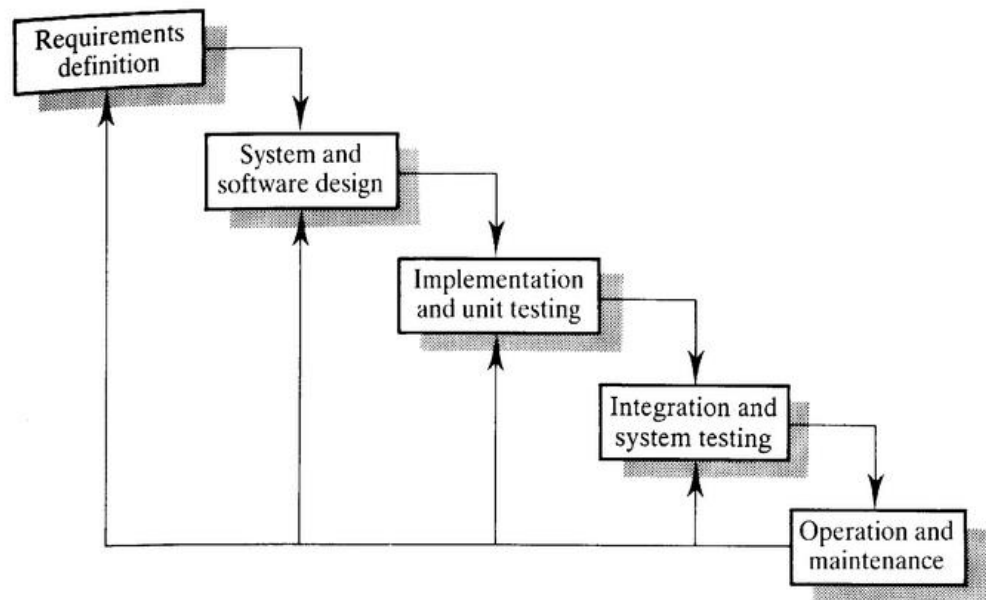 Requirements
definition
System and
software design
Implementation
and unit testing
Integration and
system testing
Operation and
maintenance